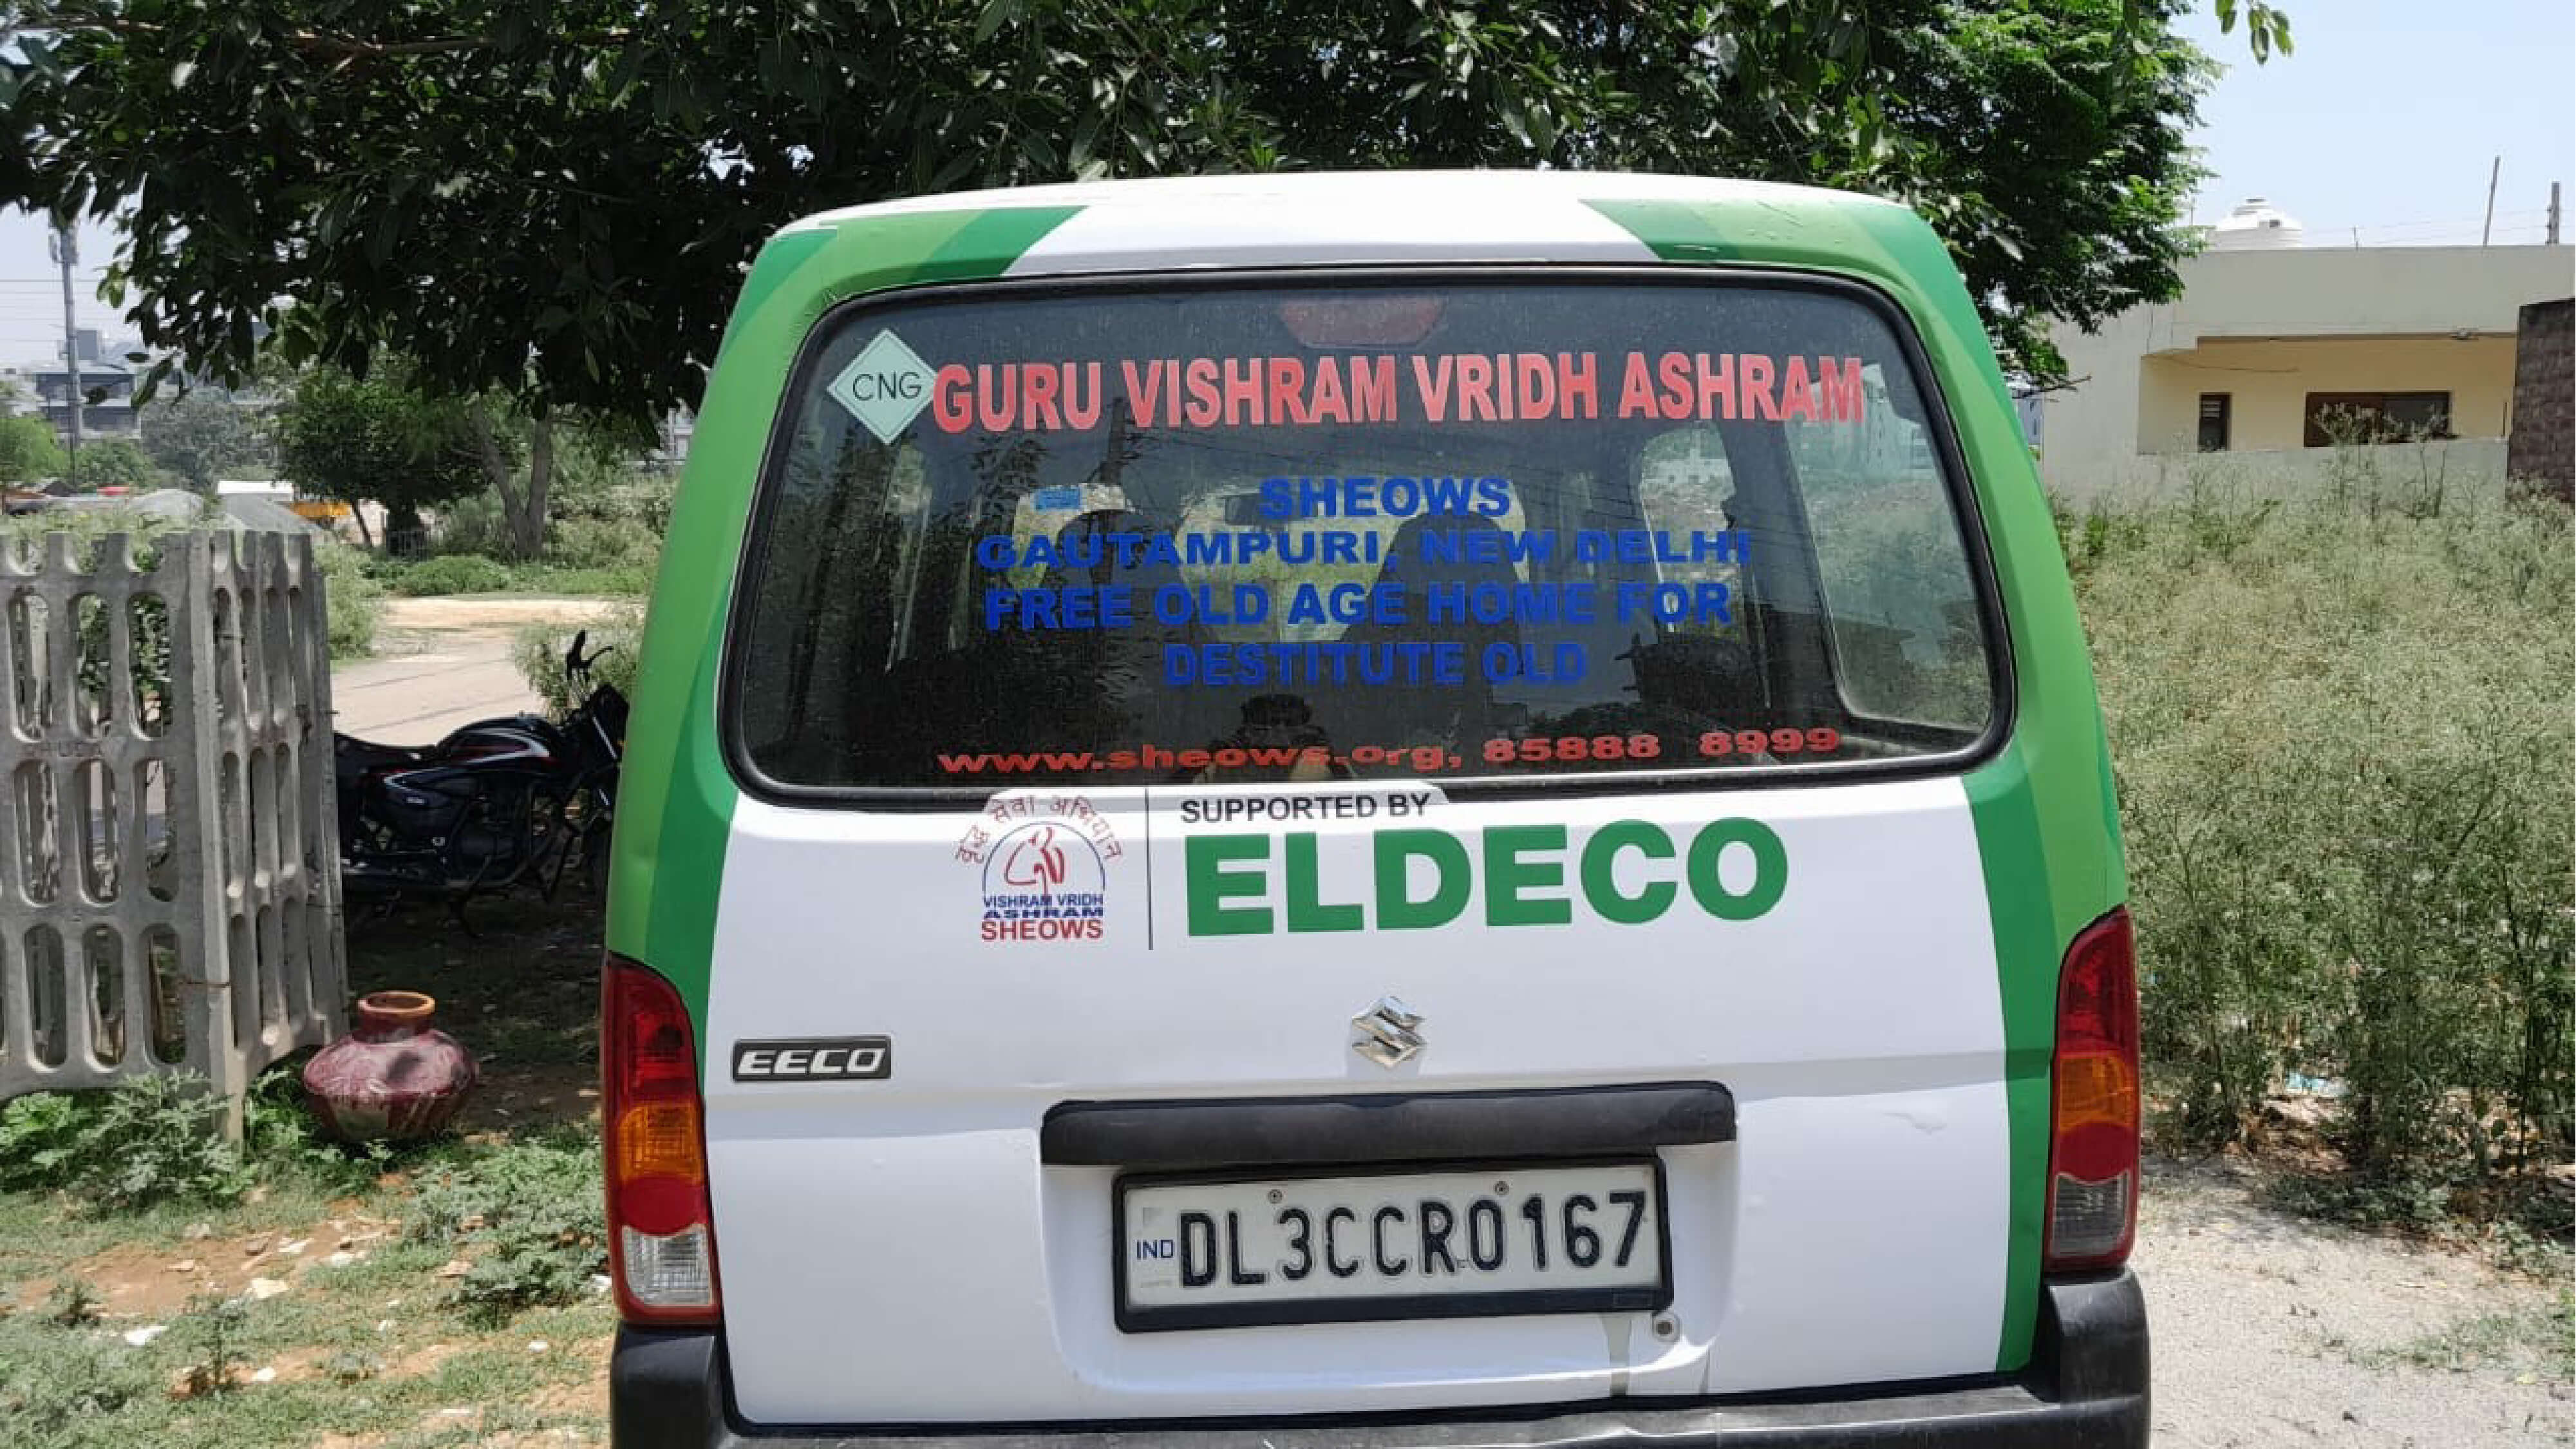 CNG
GURU VISHRAM VRIDH ASHRAM
SHEOWS
GAUTAMPURI, NEW DELHI
FREE OLD AGE HOME FOR
DESTITUTE OLD
www.sheows.org, 85888 8999
वृद्ध सेवा अभियान
VISHRAM VRIDH
ASHRAM
SHEOWS
SUPPORTED BY
ELDECO
EECO
IND
DL3CCR0167